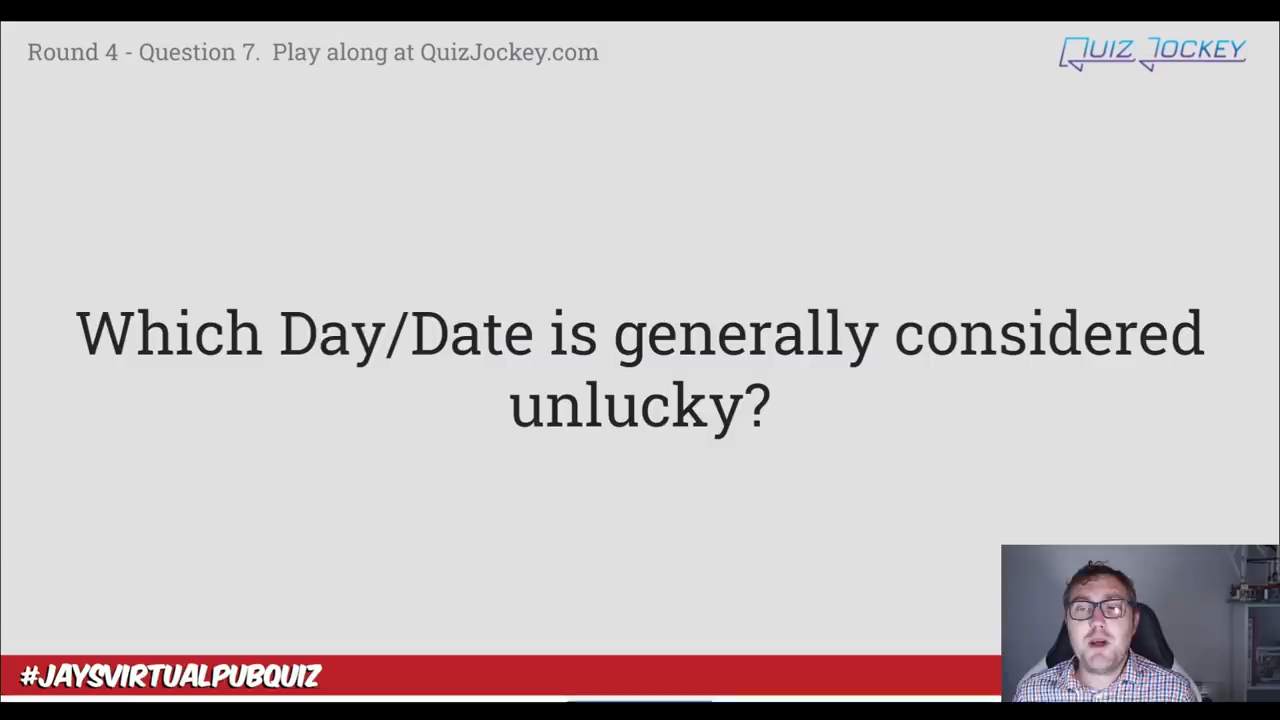 Round 4 - Question 7.  Play along at QuizJockey.com
QUIZ JOCKEY
Which Day/Date is generally considered
unlucky?
#JAYSVIRTUALPUBQUIZ